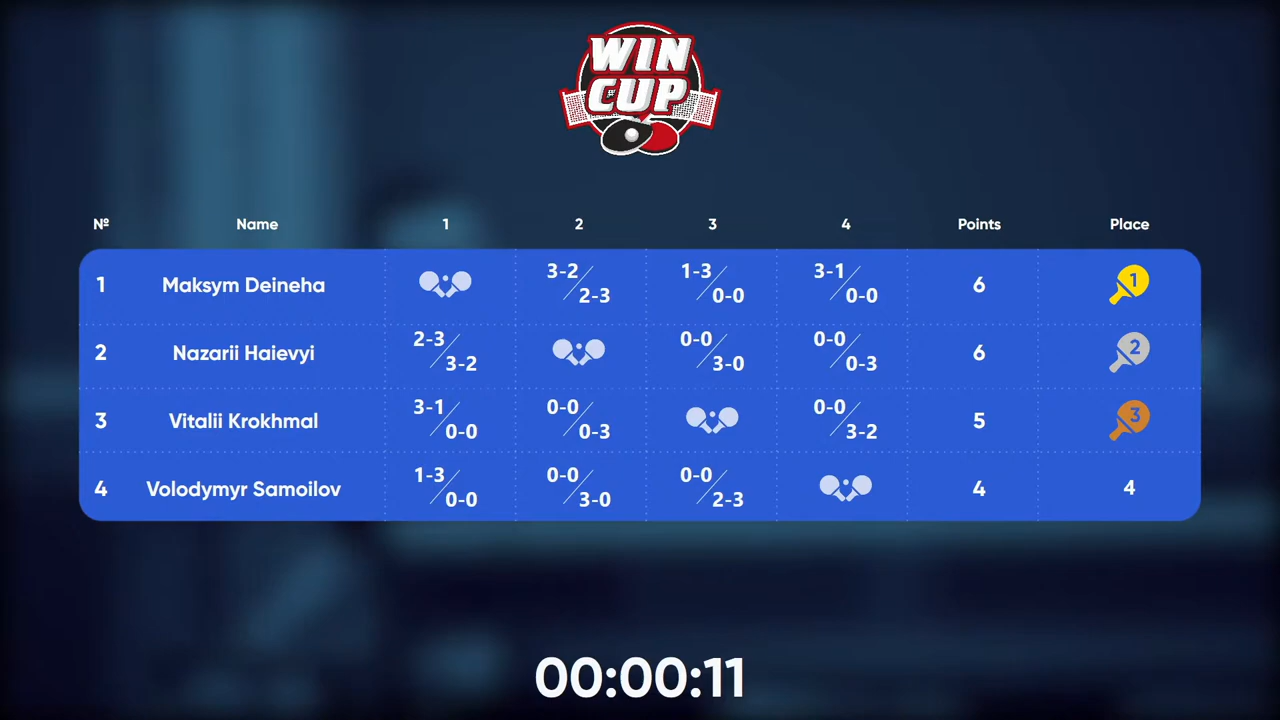 WIN
CUP
№ Name 1 2 3 4 Points Place
1 Maksym Deineha 3-2/2-3 1-3/0-0 3-1/0-0 6 1
2 Nazarii Haievyi 2-3/3-2 0-0/3-0 0-0/0-3 6 2
3 Vitalii Krokhmal 3-1/0-0 0-0/0-3 0-0/3-2 5 3
4 Volodymyr Samoilov 1-3/0-0 0-0/3-0 0-0/2-3 4 4
00:00:11